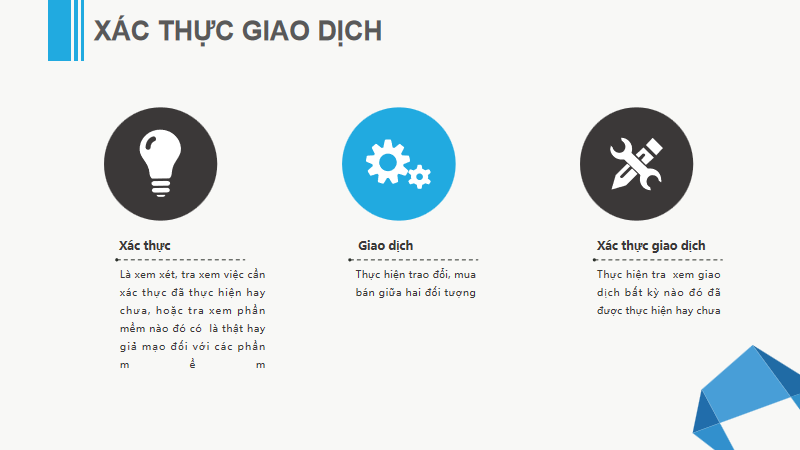 XÁC THỰC GIAO DỊCH
Xác thực
Là xem xét, tra xem việc cần
xác thực đã thực hiện hay
chưa, hoặc tra xem phần
mềm nào đó có là thật hay
giả mạo đối với các phần
m ề m
Giao dịch
Thực hiện trao đổi, mua
bán giữa hai đối tượng
Xác thực giao dịch
Thực hiện tra xem giao
dịch bất kỳ nào đó đã
được thực hiện hay chưa